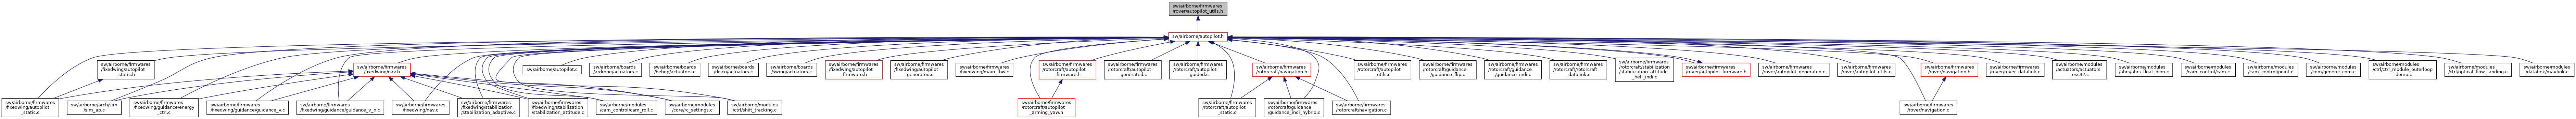 sw/airborne/firmwares
/rover/autopilot_utils.h
sw/airborne/autopilot.h
sw/airborne/firmwares
/fixedwing/autopilot
_static.h
sw/airborne/firmwares
/fixedwing/nav.h
sw/airborne/autopilot.c
sw/airborne/boards
/ardrone/actuators.c
sw/airborne/boards
/bebop/actuators.c
sw/airborne/boards
/disco/actuators.c
sw/airborne/boards
/swing/actuators.c
sw/airborne/firmwares
/fixedwing/autopilot
_firmware.h
sw/airborne/firmwares
/fixedwing/autopilot
_generated.c
sw/airborne/firmwares
/fixedwing/main_fbw.c
sw/airborne/firmwares
/rotorcraft/autopilot
_firmware.h
sw/airborne/firmwares
/rotorcraft/autopilot
_generated.c
sw/airborne/firmwares
/rotorcraft/autopilot
_guided.c
sw/airborne/firmwares
/rotorcraft/navigation.h
sw/airborne/firmwares
/rotorcraft/autopilot
_utils.c
sw/airborne/firmwares
/rotorcraft/guidance
/guidance_flip.c
sw/airborne/firmwares
/rotorcraft/guidance
/guidance_indi.c
sw/airborne/firmwares
/rotorcraft/rotorcraft
_datalink.c
sw/airborne/firmwares
/rotorcraft/stabilization
/stabilization_attitude
_heli_indi.c
sw/airborne/firmwares
/rover/autopilot_firmware.h
sw/airborne/firmwares
/rover/autopilot_generated.c
sw/airborne/firmwares
/rover/autopilot_utils.c
sw/airborne/firmwares
/rover/navigation.h
sw/airborne/firmwares
/rover/rover_datalink.c
sw/airborne/modules
/actuators/actuators
_esc32.c
sw/airborne/modules
/ahrs/ahrs_float_dcm.c
sw/airborne/modules
/cam_control/cam.c
sw/airborne/modules
/cam_control/point.c
sw/airborne/modules
/com/generic_com.c
sw/airborne/modules
/ctrl/ctrl_module_outerloop
_demo.c
sw/airborne/modules
/ctrl/optical_flow_landing.c
sw/airborne/modules
/datalink/mavlink.c
sw/airborne/firmwares
/fixedwing/autopilot
_static.c
sw/airborne/arch/sim
/sim_ap.c
sw/airborne/firmwares
/fixedwing/guidance/energy
_ctrl.c
sw/airborne/firmwares
/fixedwing/guidance/guidance_v.c
sw/airborne/firmwares
/fixedwing/guidance/guidance_v_n.c
sw/airborne/firmwares
/fixedwing/nav.c
sw/airborne/firmwares
/fixedwing/stabilization
/stabilization_adaptive.c
sw/airborne/firmwares
/fixedwing/stabilization
/stabilization_attitude.c
sw/airborne/modules
/cam_control/cam_roll.c
sw/airborne/modules
/core/rc_settings.c
sw/airborne/modules
/ctrl/shift_tracking.c
sw/airborne/firmwares
/rotorcraft/autopilot
_arming_yaw.h
sw/airborne/firmwares
/rotorcraft/autopilot
_static.c
sw/airborne/firmwares
/rotorcraft/guidance
/guidance_indi_hybrid.c
sw/airborne/firmwares
/rotorcraft/navigation.c
sw/airborne/firmwares
/rover/navigation.c